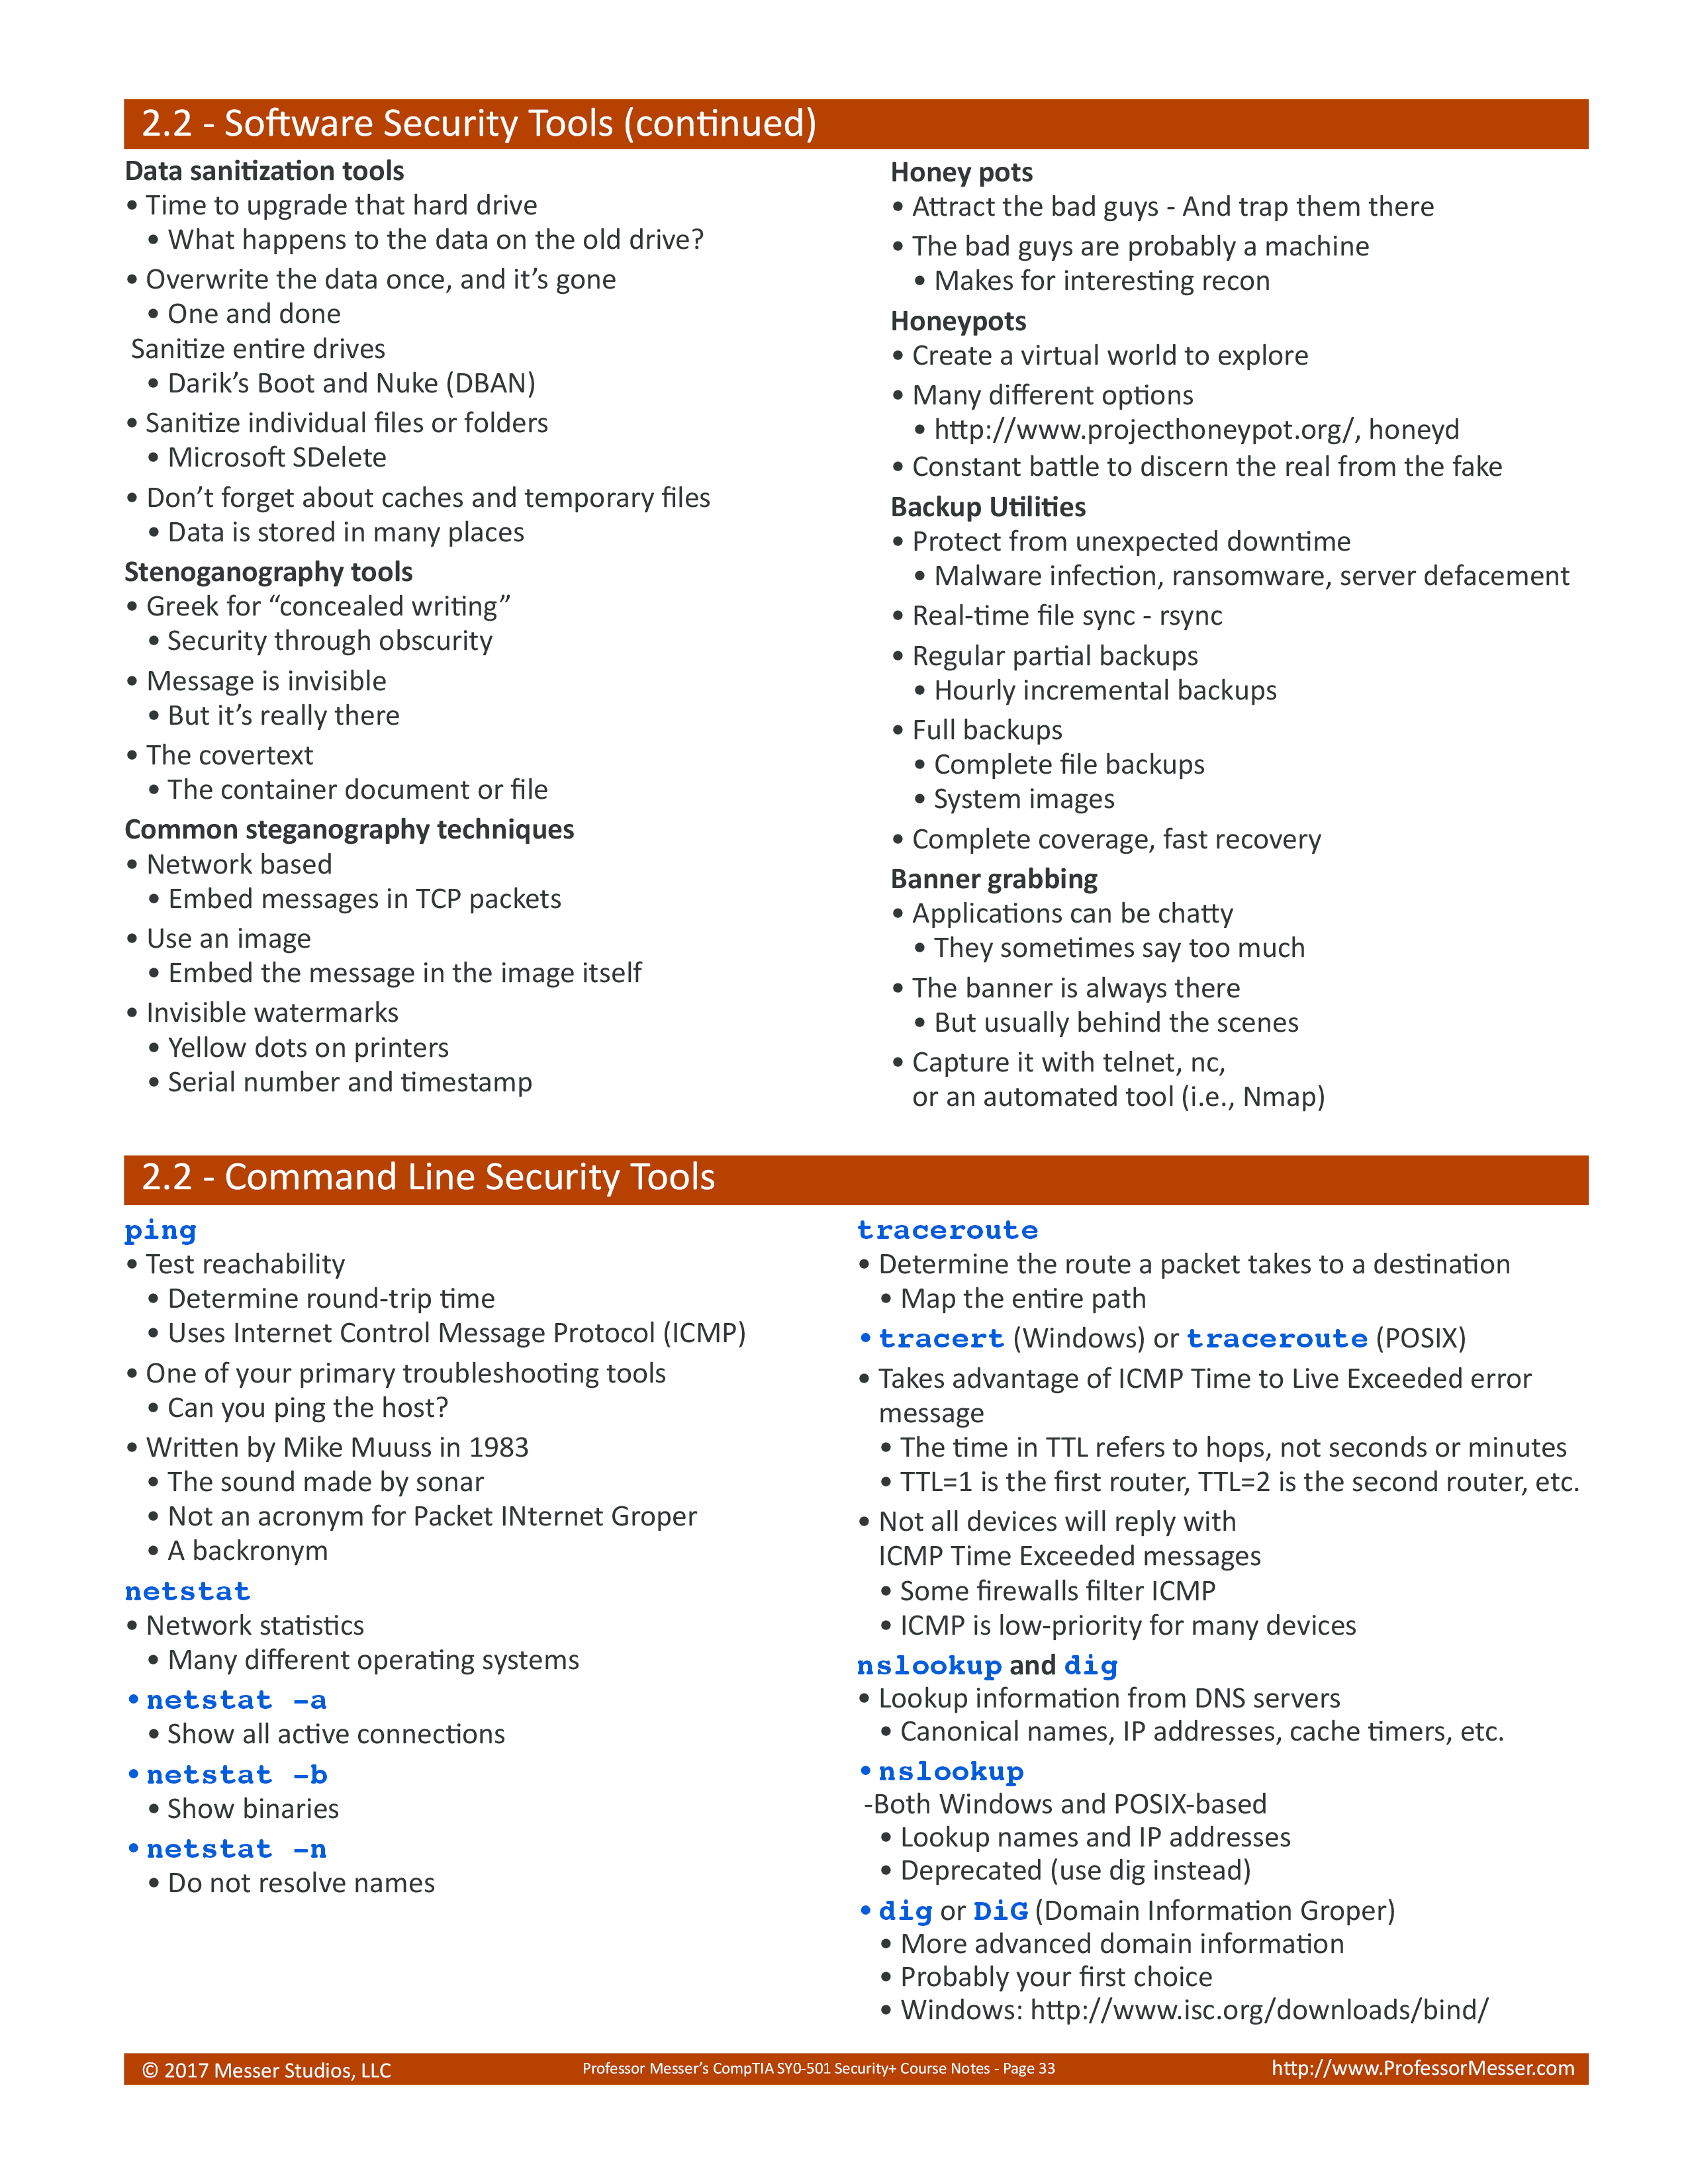 2.2 - Software Security Tools (continued)
Data sanitization tools
• Time to upgrade that hard drive
• What happens to the data on the old drive?
• Overwrite the data once, and it’s gone
• One and done
Sanitize entire drives
• Darik’s Boot and Nuke (DBAN)
• Sanitize individual files or folders
• Microsoft SDelete
• Don’t forget about caches and temporary files
• Data is stored in many places
Stenoganography tools
• Greek for “concealed writing”
• Security through obscurity
• Message is invisible
• But it’s really there
• The covertext
• The container document or file
Common steganography techniques
• Network based
• Embed messages in TCP packets
• Use an image
• Embed the message in the image itself
• Invisible watermarks
• Yellow dots on printers
• Serial number and timestamp
Honey pots
• Attract the bad guys - And trap them there
• The bad guys are probably a machine
• Makes for interesting recon
Honeypots
• Create a virtual world to explore
• Many different options
• http://www.projecthoneypot.org/, honeyd
• Constant battle to discern the real from the fake
Backup Utilities
• Protect from unexpected downtime
• Malware infection, ransomware, server defacement
• Real-time file sync - rsync
• Regular partial backups
• Hourly incremental backups
• Full backups
• Complete file backups
• System images
• Complete coverage, fast recovery
Banner grabbing
• Applications can be chatty
• They sometimes say too much
• The banner is always there
• But usually behind the scenes
• Capture it with telnet, nc,
or an automated tool (i.e., Nmap)
2.2 - Command Line Security Tools
ping
• Test reachability
• Determine round-trip time
• Uses Internet Control Message Protocol (ICMP)
• One of your primary troubleshooting tools
• Can you ping the host?
• Written by Mike Muuss in 1983
• The sound made by sonar
• Not an acronym for Packet INternet Groper
• A backronym
netstat
• Network statistics
• Many different operating systems
• netstat –a
• Show all active connections
• netstat –b
• Show binaries
• netstat –n
• Do not resolve names
traceroute
• Determine the route a packet takes to a destination
• Map the entire path
• tracert (Windows) or traceroute (POSIX)
• Takes advantage of ICMP Time to Live Exceeded error
message
• The time in TTL refers to hops, not seconds or minutes
• TTL=1 is the first router, TTL=2 is the second router, etc.
• Not all devices will reply with
ICMP Time Exceeded messages
• Some firewalls filter ICMP
• ICMP is low-priority for many devices
nslookup and dig
• Lookup information from DNS servers
• Canonical names, IP addresses, cache timers, etc.
• nslookup
-Both Windows and POSIX-based
• Lookup names and IP addresses
• Deprecated (use dig instead)
• dig or DiG (Domain Information Groper)
• More advanced domain information
• Probably your first choice
• Windows: http://www.isc.org/downloads/bind/
© 2017 Messer Studios, LLC
Professor Messer’s CompTIA SY0-501 Security+ Course Notes - Page 33
http://www.ProfessorMesser.com